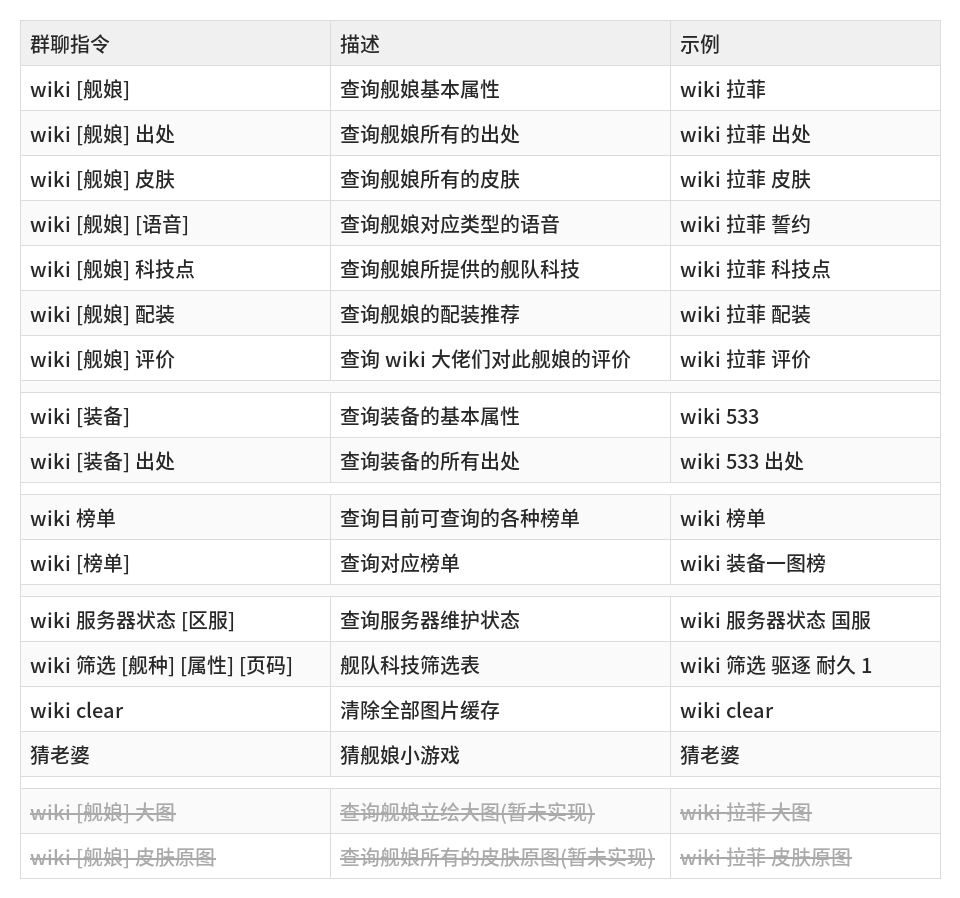 群聊指令 描述 示例
wiki [舰娘] 查询舰娘基本属性 wiki 拉菲
wiki [舰娘] 出处 查询舰娘所有的出处 wiki 拉菲 出处
wiki [舰娘] 皮肤 查询舰娘所有的皮肤 wiki 拉菲 皮肤
wiki [舰娘] [语音] 查询舰娘对应类型的语音 wiki 拉菲 誓约
wiki [舰娘] 科技点 查询舰娘所提供的舰队科技 wiki 拉菲 科技点
wiki [舰娘] 配装 查询舰娘的配装推荐 wiki 拉菲 配装
wiki [舰娘] 评价 查询 wiki 大佬们对此舰娘的评价 wiki 拉菲 评价
wiki [装备] 查询装备的基本属性 wiki 533
wiki [装备] 出处 查询装备的所有出处 wiki 533 出处
wiki 榜单 查询目前可查询的各种榜单 wiki 榜单
wiki [榜单] 查询对应榜单 wiki 装备一图榜
wiki 服务器状态 [区服] 查询服务器维护状态 wiki 服务器状态 国服
wiki 筛选 [舰种] [属性] [页码] 舰队科技筛选表 wiki 筛选 驱逐 耐久 1
wiki clear 清除全部图片缓存 wiki clear
猜老婆 猜舰娘小游戏 猜老婆
wiki [舰娘] 大图 查询舰娘立绘大图(暂未实现) wiki 拉菲 大图
wiki [舰娘] 皮肤原图 查询舰娘所有的皮肤原图(暂未实现) wiki 拉菲 皮肤原图